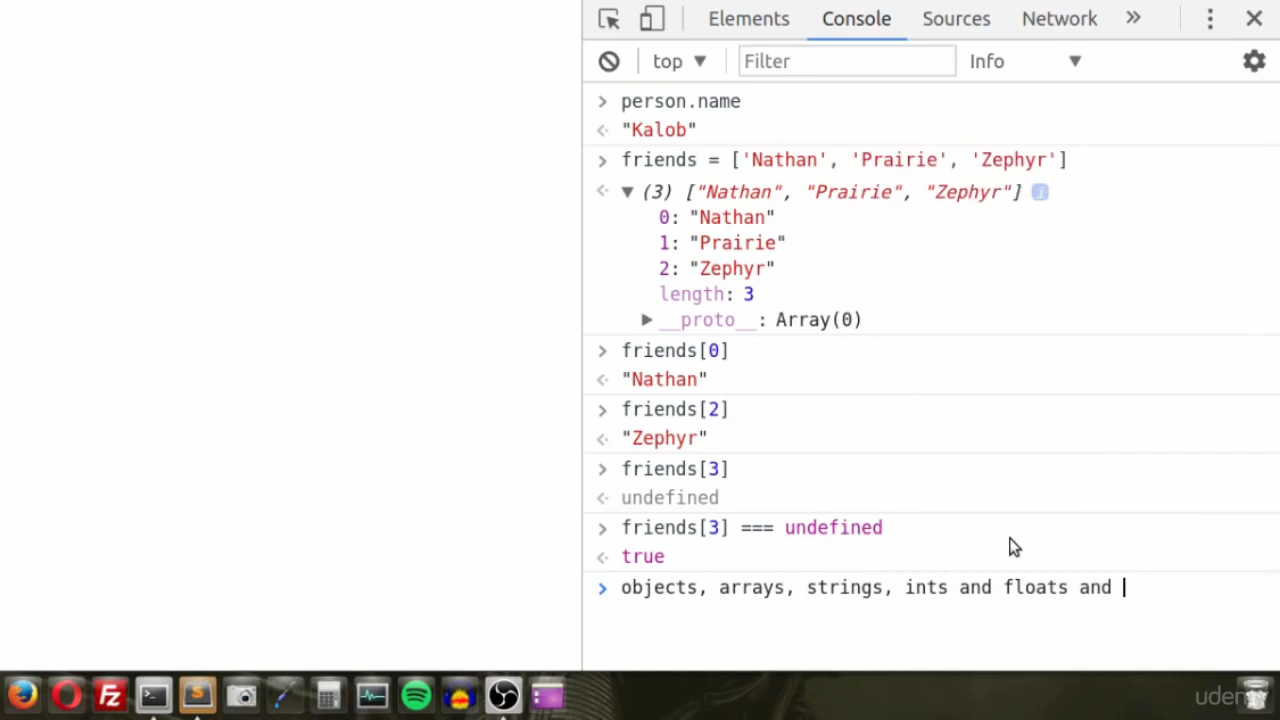 Elements Console Sources Network »
top ▼ Filter Info ▼
> person.name
"Kalob"
> friends = ['Nathan', 'Prairie', 'Zephyr']
▼ (3) ["Nathan", "Prairie", "Zephyr"] i
0: "Nathan"
1: "Prairie"
2: "Zephyr"
length: 3
▶ __proto__: Array(0)
> friends[0]
"Nathan"
> friends[2]
"Zephyr"
> friends[3]
undefined
> friends[3] === undefined
true
> objects, arrays, strings, ints and floats and
Fz
S
udemy